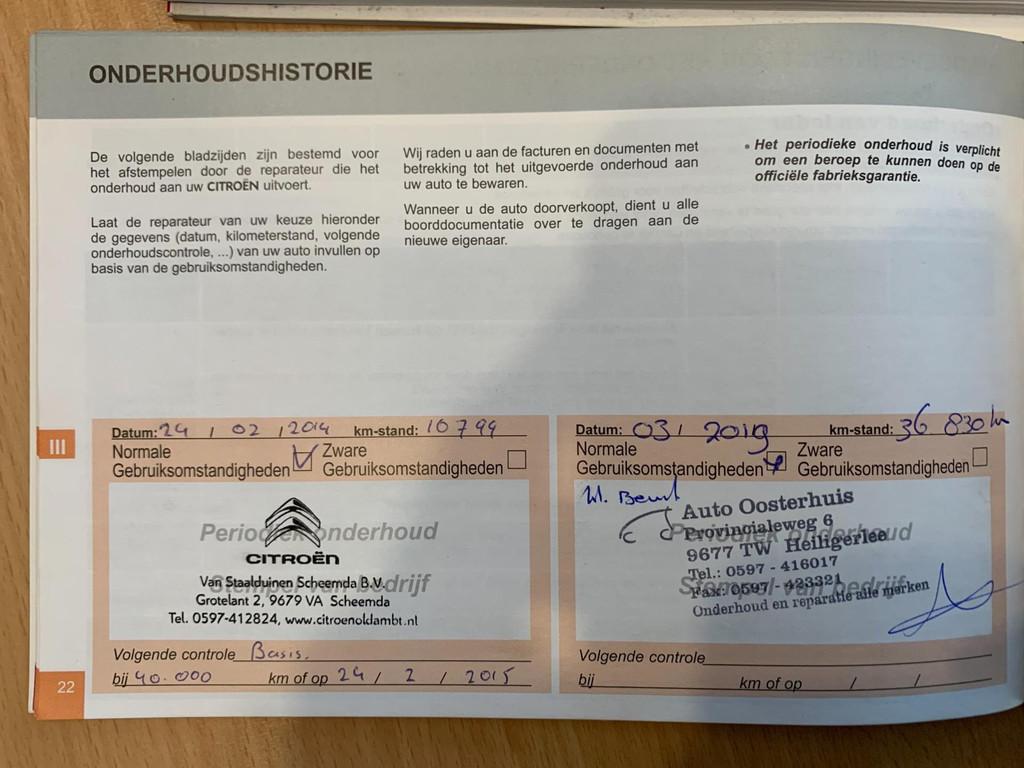 ONDERHOUDSHISTORIE
De volgende bladzijden zijn bestemd voor
het afstempelen door de reparateur die het
onderhoud aan uw CITROËN uitvoert.
Laat de reparateur van uw keuze hieronder
de gegevens (datum, kilometerstand, volgende
onderhoudscontrole, ...) van uw auto invullen op
basis van de gebruiksomstandigheden.
Wij raden u aan de facturen en documenten met
betrekking tot het uitgevoerde onderhoud aan
uw auto te bewaren.
Wanneer u de auto doorverkoopt, dient u alle
boorddocumentatie over te dragen aan de
nieuwe eigenaar.
• Het periodieke onderhoud is verplicht
om een beroep te kunnen doen op de
officiële fabrieksgarantie.
III
Datum: 24 / 02 / 2014 km-stand: 10799
Normale
Gebruiksomstandigheden
Zware
Gebruiksomstandigheden
Periodiek onderhoud
CITROËN
Stempel van bedrijf
Van Staalduinen Scheemda B.V.
Grotelant 2, 9679 VA Scheemda
Tel. 0597-412824, www.citroenoldambt.nl
Volgende controle Basis.
bij 40.000 km of op 24 / 2 / 2015
Datum: 03 / 2019 km-stand: 36 830 km
Normale
Gebruiksomstandigheden
Zware
Gebruiksomstandigheden
Auto Oosterhuis
Periodiek onderhoud
Provincialeweg 6
9677 TW Heiligerlee
Tel.: 0597 - 416017
Stempel van bedrijf
Fax: 0597 - 423321
Onderhoud en reparatie alle merken
Volgende controle
bij km of op / /
22